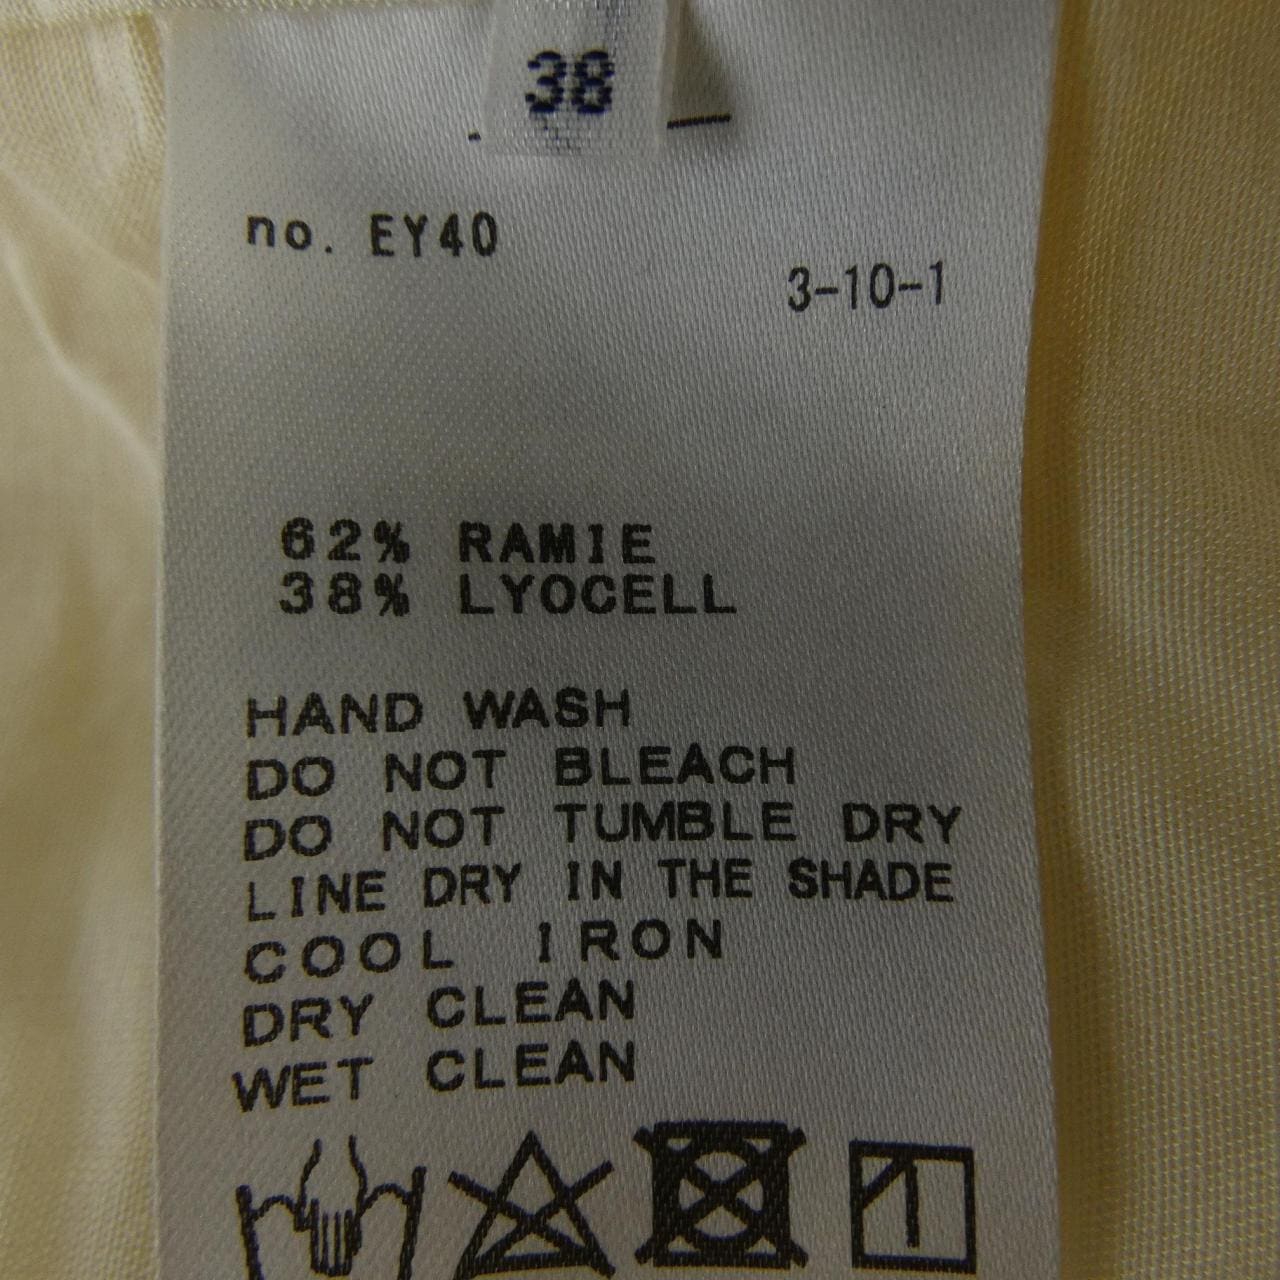 38
no. EY40
3-10-1
62% RAMIE
38% LYOCELL
HAND WASH
DO NOT BLEACH
DO NOT TUMBLE DRY
LINE DRY IN THE SHADE
COOL IRON
DRY CLEAN
WET CLEAN